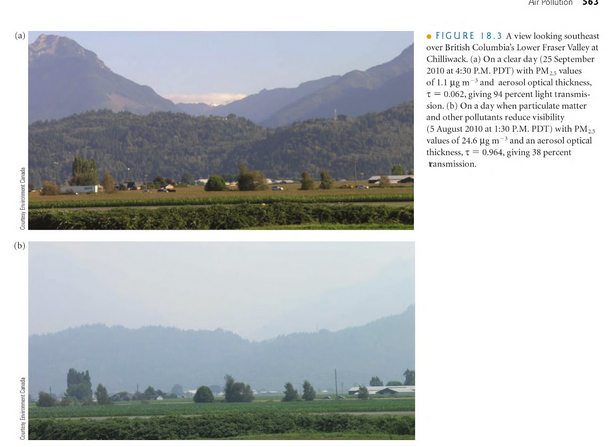 Air Pollution 563
(a)
● FIGURE 18.3 A view looking southeast
over British Columbia's Lower Fraser Valley at
Chilliwack. (a) On a clear day (25 September
2010 at 4:30 P.M. PDT) with PM2.5 values
of 1.1 μg m−3 and aerosol optical thickness,
τ = 0.062, giving 94 percent light transmis-
sion. (b) On a day when particulate matter
and other pollutants reduce visibility
(5 August 2010 at 1:30 P.M. PDT) with PM2.5
values of 24.6 μg m−3 and an aerosol optical
thickness, τ = 0.964, giving 38 percent
transmission.
Courtesy Environment Canada
(b)
Courtesy Environment Canada